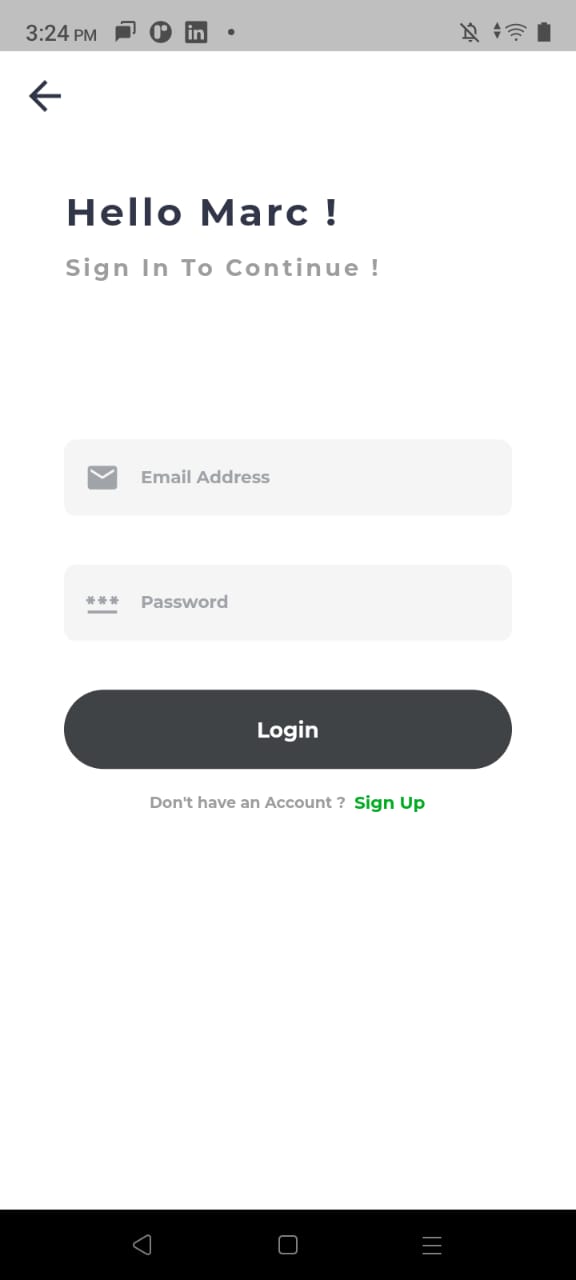 3:24 PM
in
Hello Marc !
Sign In To Continue !
Email Address
*** Password
Login
Don't have an Account ? Sign Up